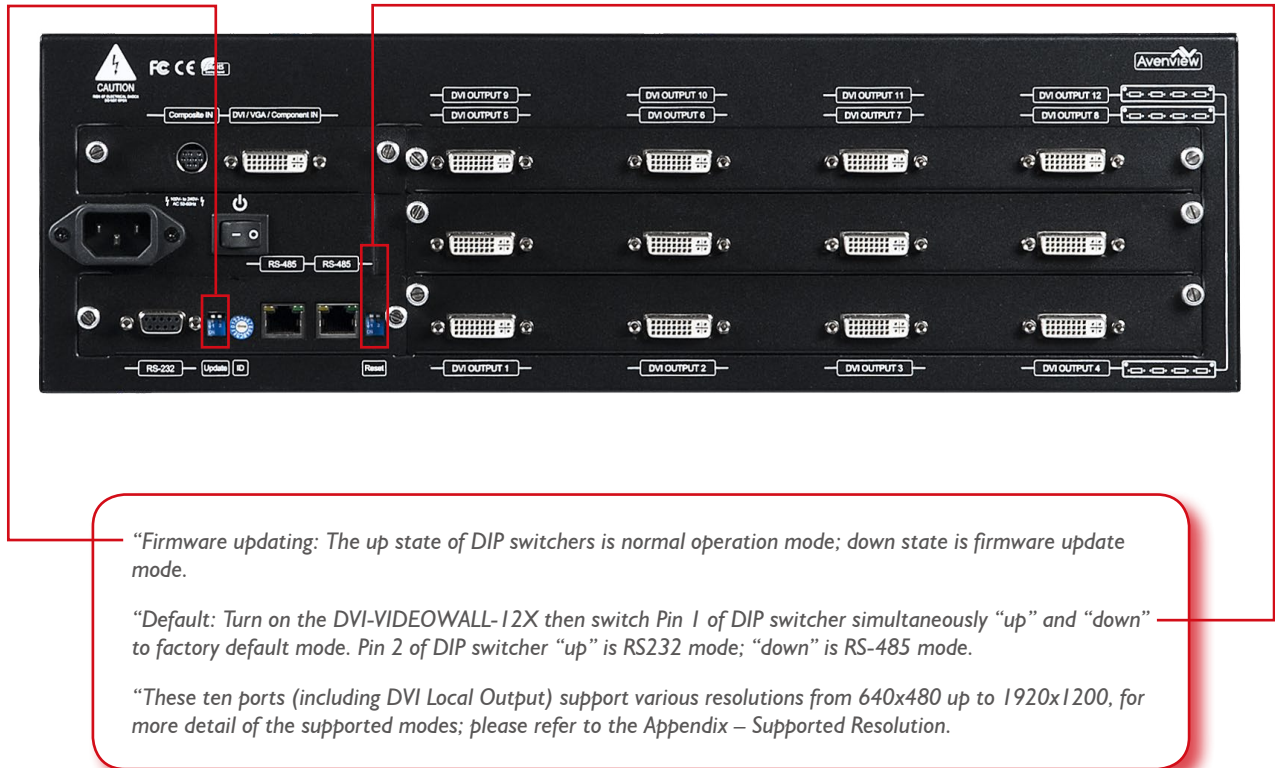 FC CE
CAUTION
Avenview
Composite IN
DVI / VGA / Component IN
DVI OUTPUT 9
DVI OUTPUT 10
DVI OUTPUT 11
DVI OUTPUT 12
DVI OUTPUT 5
DVI OUTPUT 6
DVI OUTPUT 7
DVI OUTPUT 8
RS-485
RS-485
RS-232
Update
ID
Reset
DVI OUTPUT 1
DVI OUTPUT 2
DVI OUTPUT 3
DVI OUTPUT 4
“Firmware updating: The up state of DIP switchers is normal operation mode; down state is firmware update
mode.
“Default: Turn on the DVI-VIDEOWALL-12X then switch Pin 1 of DIP switcher simultaneously “up” and “down”
to factory default mode. Pin 2 of DIP switcher “up” is RS232 mode; “down” is RS-485 mode.
“These ten ports (including DVI Local Output) support various resolutions from 640x480 up to 1920x1200, for
more detail of the supported modes; please refer to the Appendix – Supported Resolution.